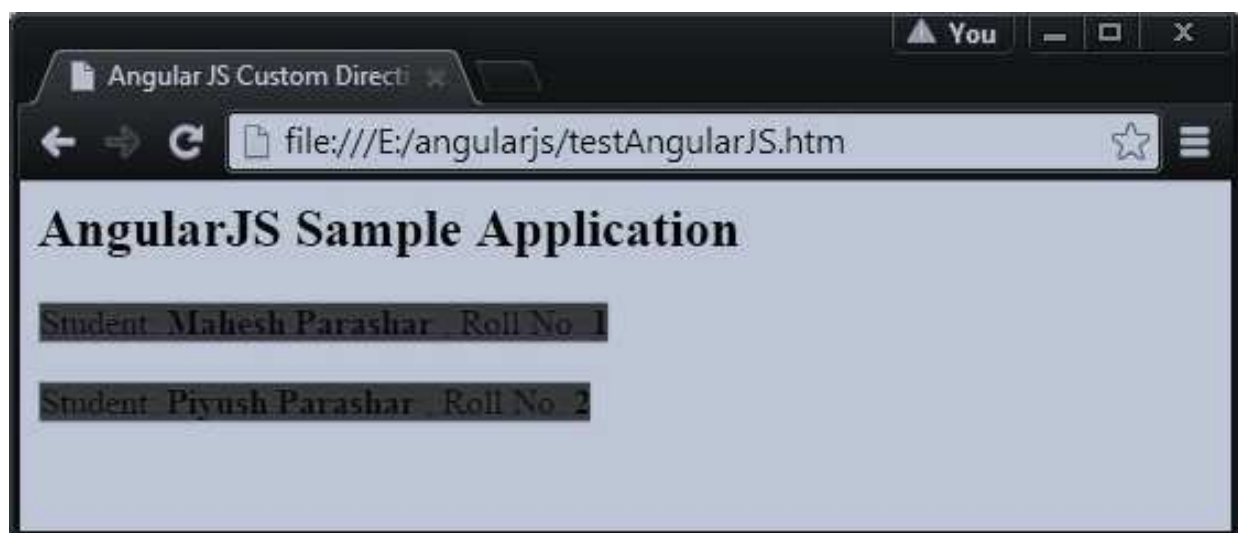 You
Angular JS Custom Directi
file:///E:/angularjs/testAngularJS.htm
AngularJS Sample Application
Student: Mahesh Parashar , Roll No: 1
Student: Piyush Parashar , Roll No: 2